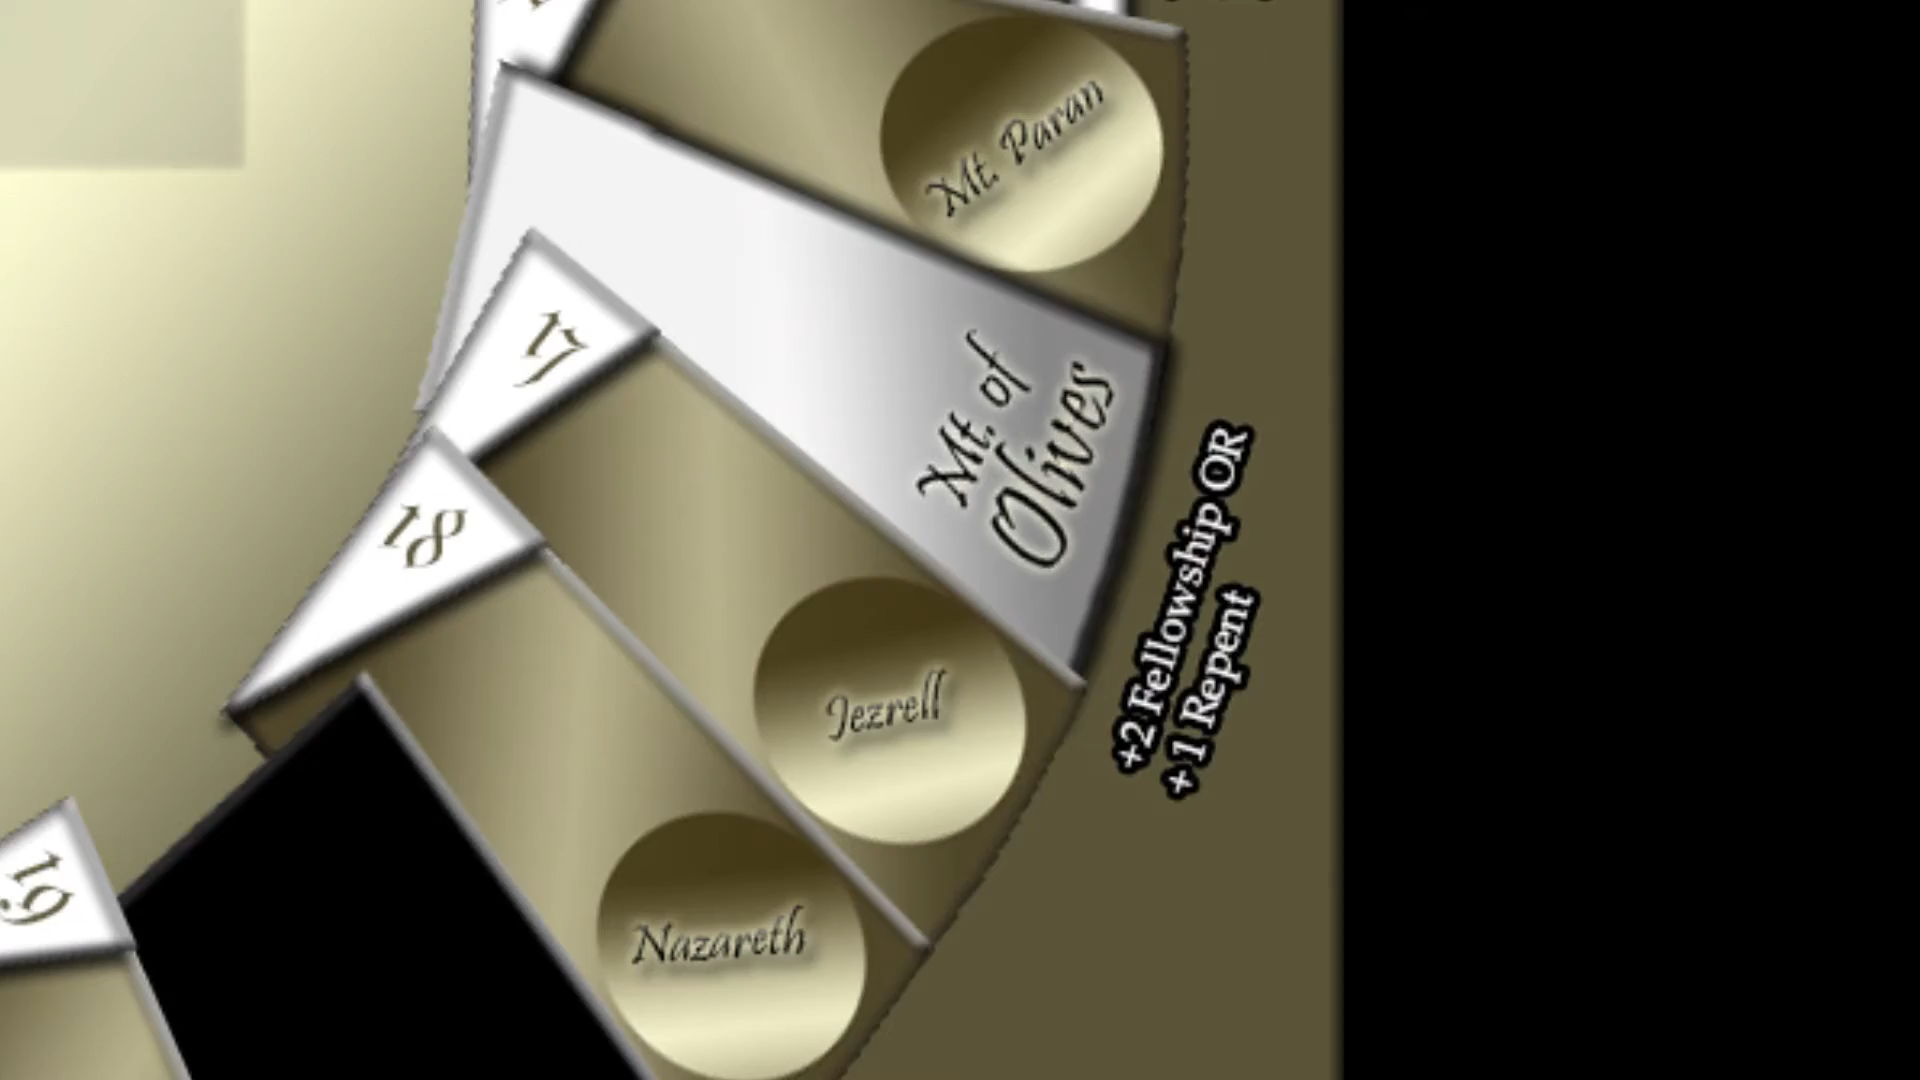 Mt. Paran
17
Mt. of
Olives
+2 Fellowship OR
+1 Repent
18
Jezrell
19
Nazareth